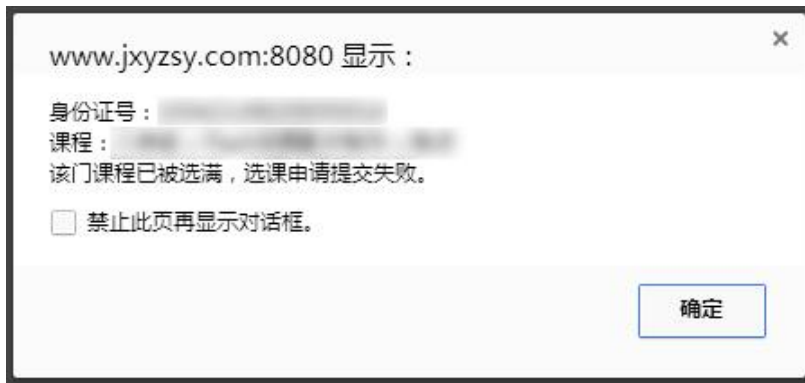 www.jxyzsy.com:8080 显示：
身份证号：
课程：
该门课程已被选满，选课申请提交失败。
禁止此页再显示对话框。
确定